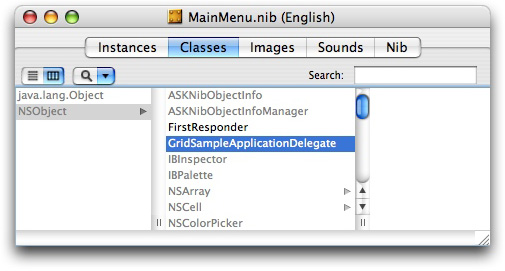 MainMenu.nib (English)
Instances Classes Images Sounds Nib
Search:
java.lang.Object
NSObject
ASKNibObjectInfo
ASKNibObjectInfoManager
FirstResponder
GridSampleApplicationDelegate
IBInspector
IBPalette
NSArray
NSCell
NSColorPicker